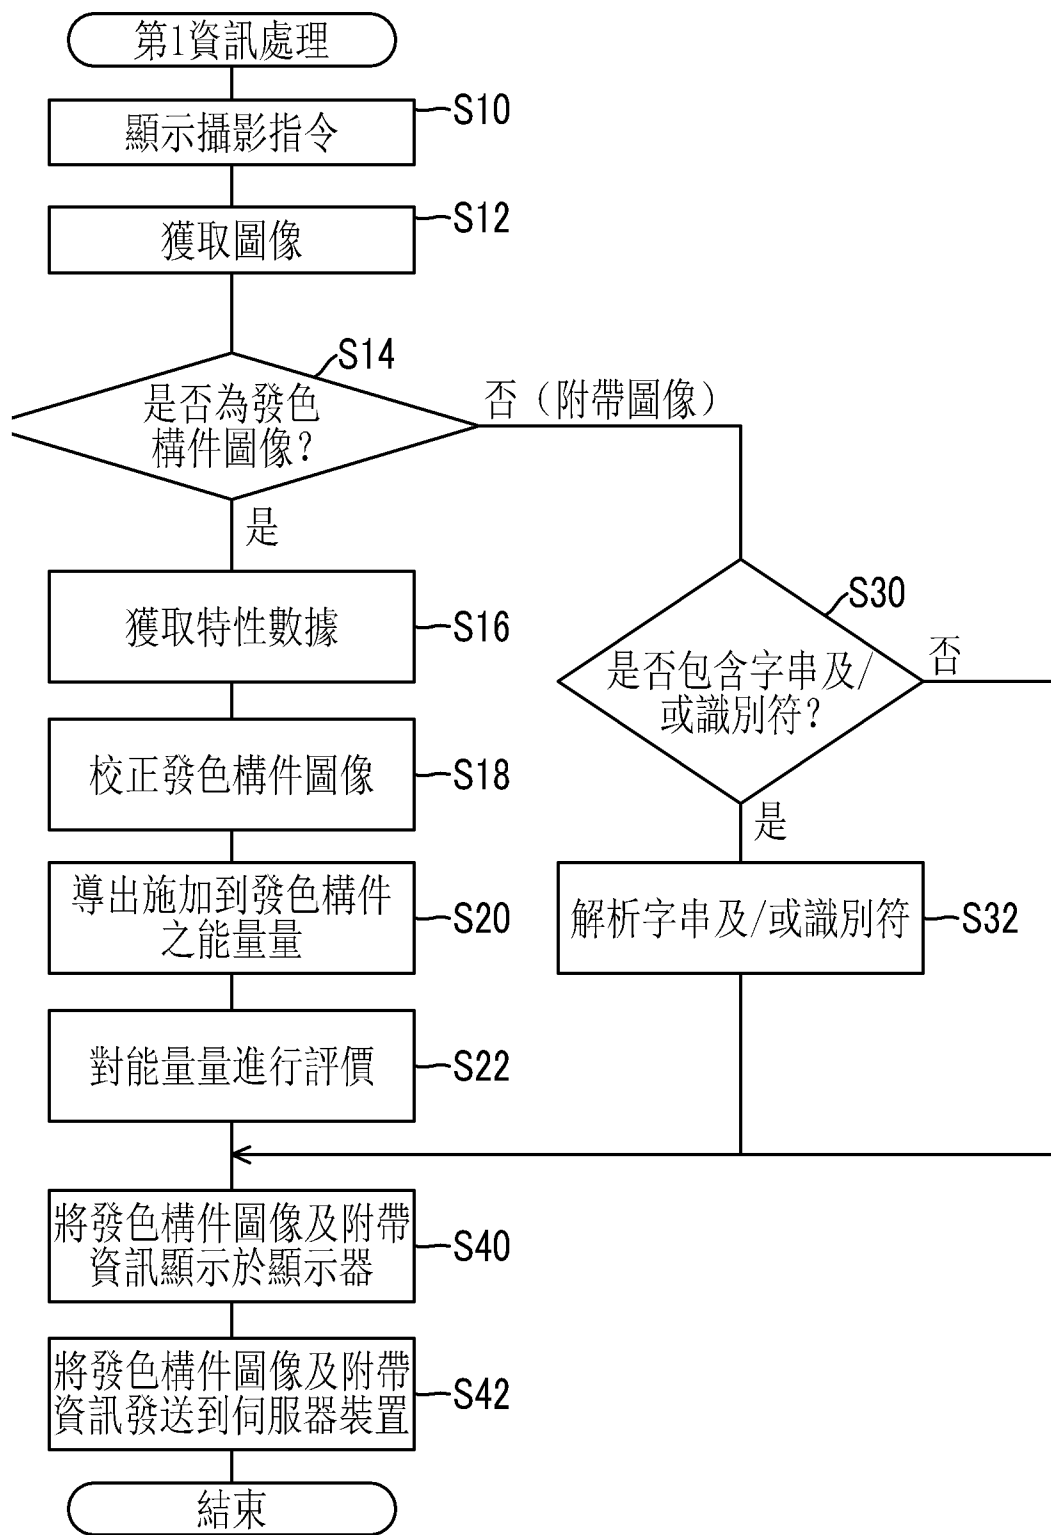 第1資訊處理
顯示攝影指令
S10
獲取圖像
S12
是否為發色
構件圖像?
S14
否（附帶圖像）
是
獲取特性數據
S16
校正發色構件圖像
S18
導出施加到發色構件
之能量量
S20
對能量量進行評價
S22
是否包含字串及/
或識別符?
S30
否
是
解析字串及/或識別符
S32
將發色構件圖像及附帶
資訊顯示於顯示器
S40
將發色構件圖像及附帶
資訊發送到伺服器裝置
S42
結束